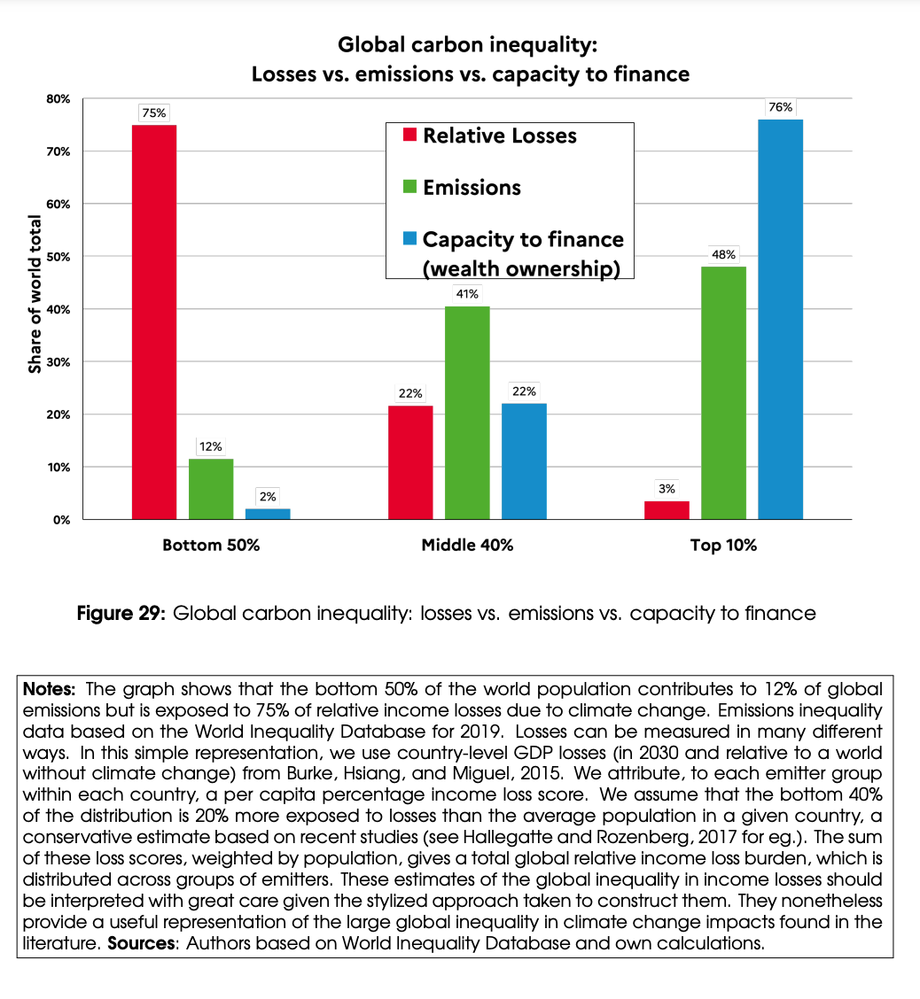 Global carbon inequality:
Losses vs. emissions vs. capacity to finance
80%
70%
60%
50%
40%
30%
20%
10%
0%
Share of world total
Relative Losses
Emissions
Capacity to finance
(wealth ownership)
75%
12%
2%
22%
41%
22%
3%
48%
76%
Bottom 50%
Middle 40%
Top 10%
Figure 29: Global carbon inequality: losses vs. emissions vs. capacity to finance
Notes: The graph shows that the bottom 50% of the world population contributes to 12% of global
emissions but is exposed to 75% of relative income losses due to climate change. Emissions inequality
data based on the World Inequality Database for 2019. Losses can be measured in many different
ways. In this simple representation, we use country-level GDP losses (in 2030 and relative to a world
without climate change) from Burke, Hsiang, and Miguel, 2015. We attribute, to each emitter group
within each country, a per capita percentage income loss score. We assume that the bottom 40%
of the distribution is 20% more exposed to losses than the average population in a given country, a
conservative estimate based on recent studies (see Hallegatte and Rozenberg, 2017 for eg.). The sum
of these loss scores, weighted by population, gives a total global relative income loss burden, which is
distributed across groups of emitters. These estimates of the global inequality in income losses should
be interpreted with great care given the stylized approach taken to construct them. They nonetheless
provide a useful representation of the large global inequality in climate change impacts found in the
literature. Sources: Authors based on World Inequality Database and own calculations.